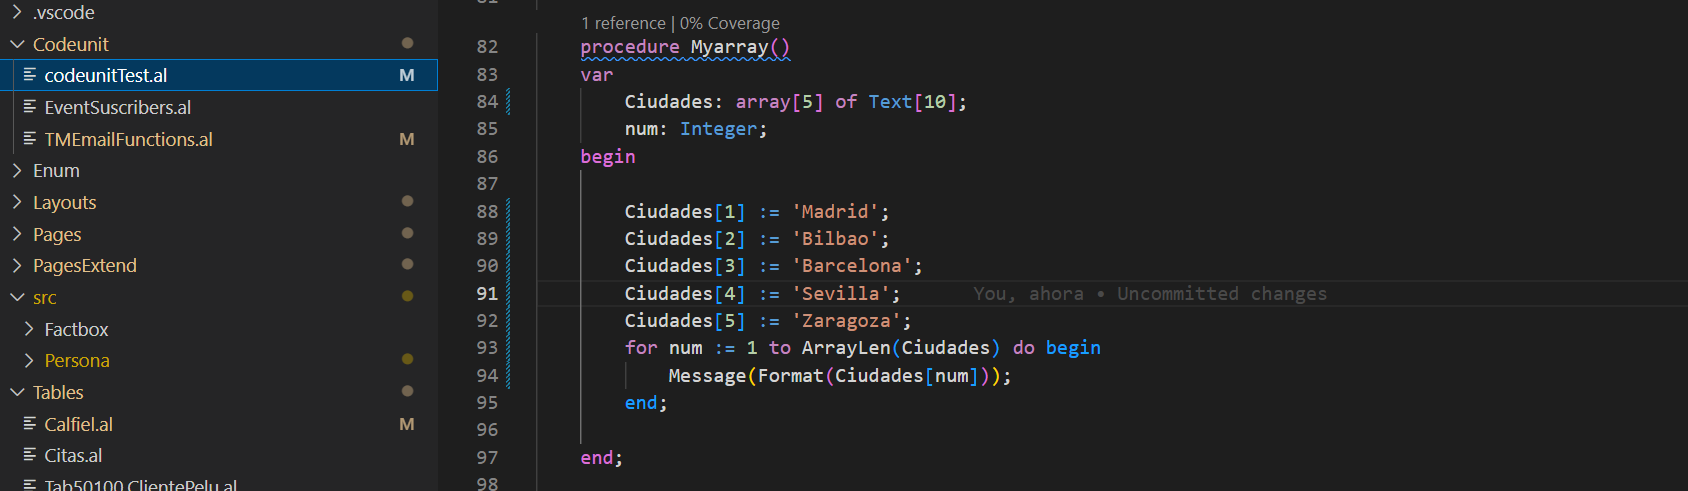 .vscode
Codeunit
codeunitTest.al M
EventSuscribers.al
TMEmailFunctions.al M
Enum
Layouts
Pages
PagesExtend
src
Factbox
Persona
Tables
Calfiel.al M
Citas.al
Tab50100.ClientePelu.al
1 reference | 0% Coverage
82 procedure Myarray()
83 var
84 Ciudades: array[5] of Text[10];
85 num: Integer;
86 begin
87
88 Ciudades[1] := 'Madrid';
89 Ciudades[2] := 'Bilbao';
90 Ciudades[3] := 'Barcelona';
91 Ciudades[4] := 'Sevilla'; You, ahora • Uncommitted changes
92 Ciudades[5] := 'Zaragoza';
93 for num := 1 to ArrayLen(Ciudades) do begin
94 Message(Format(Ciudades[num]));
95 end;
96
97 end;
98